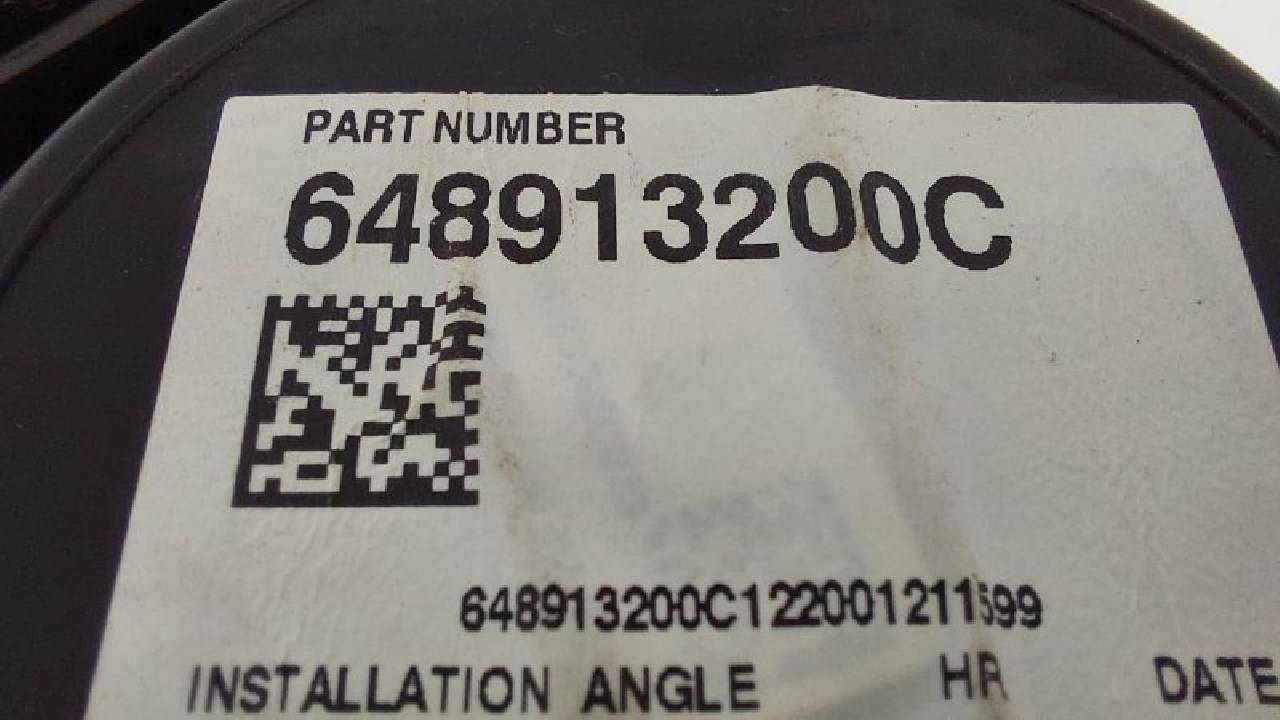 PART NUMBER
648913200C
648913200C122001211599
INSTALLATION ANGLE HR DATE